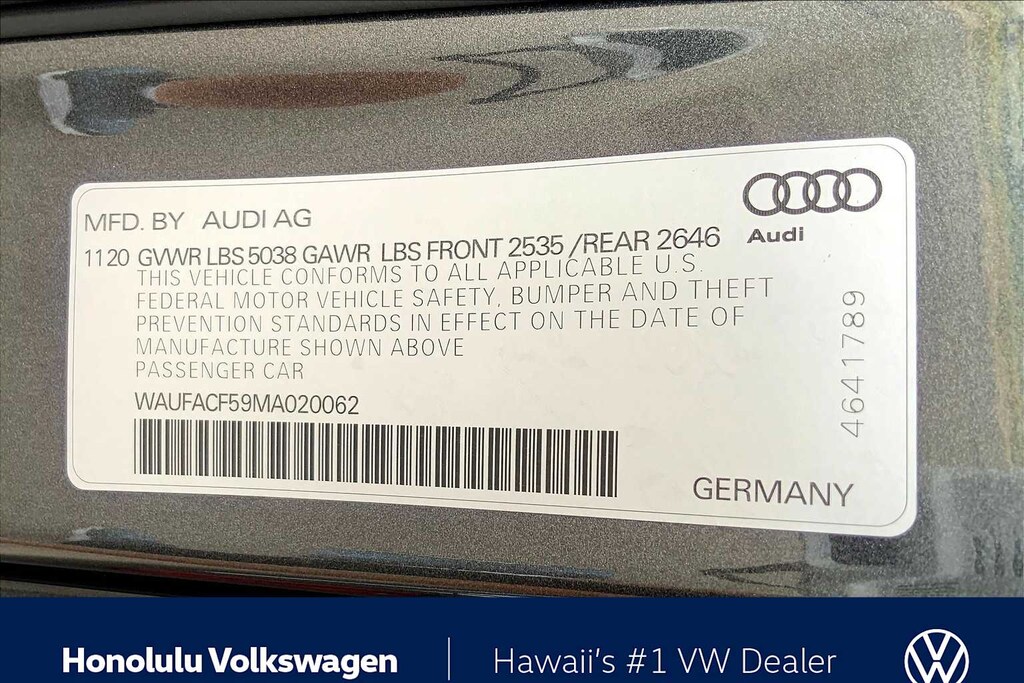 MFD. BY AUDI AG
Audi
1120 GVWR LBS 5038 GAWR LBS FRONT 2535 /REAR 2646
THIS VEHICLE CONFORMS TO ALL APPLICABLE U.S.
FEDERAL MOTOR VEHICLE SAFETY, BUMPER AND THEFT
PREVENTION STANDARDS IN EFFECT ON THE DATE OF
MANUFACTURE SHOWN ABOVE
PASSENGER CAR
WAUFACF59MA020062
4641789
GERMANY
Honolulu Volkswagen | Hawaii's #1 VW Dealer